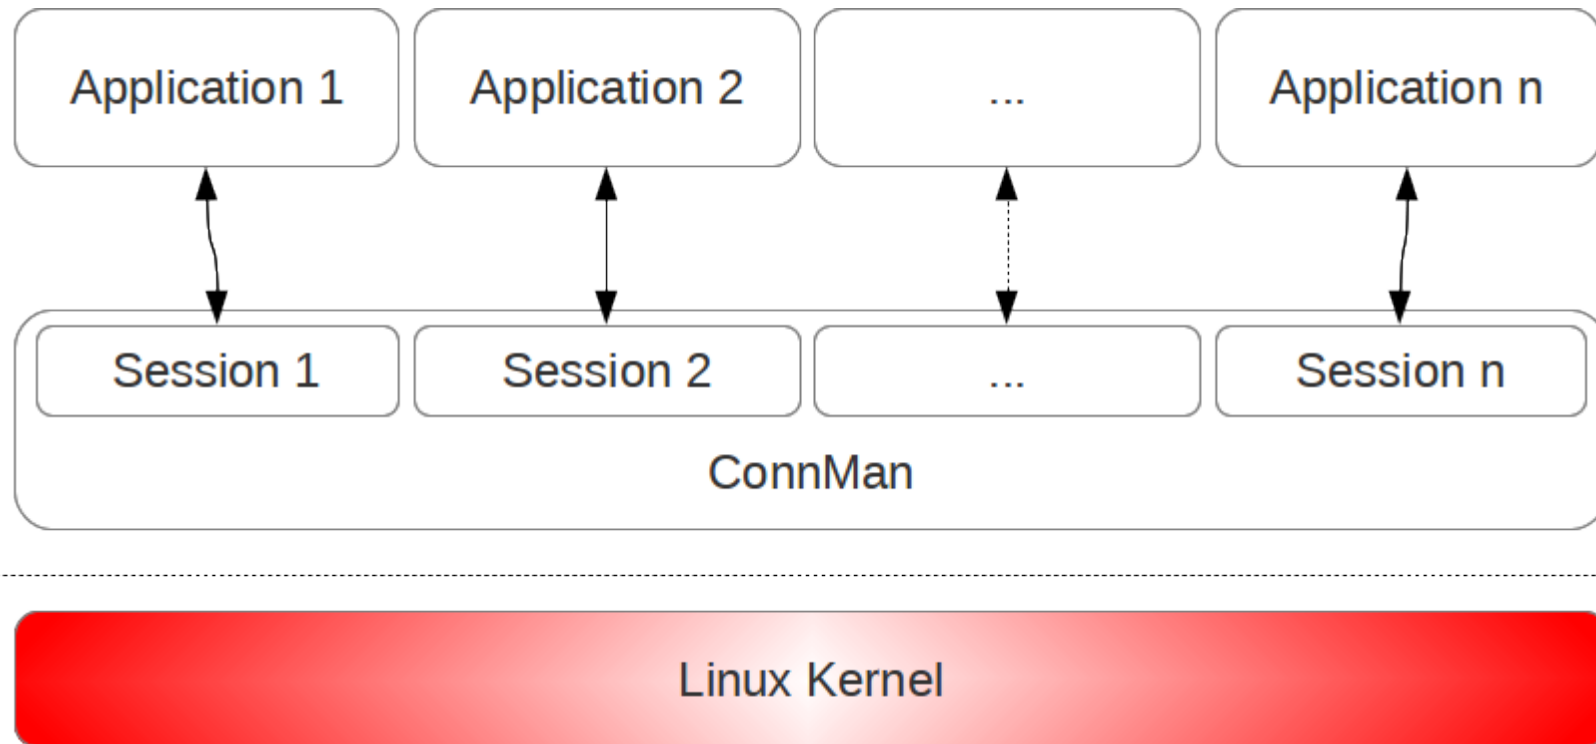 Application 1
Application 2
...
Application n
Session 1
Session 2
...
Session n
ConnMan
Linux Kernel